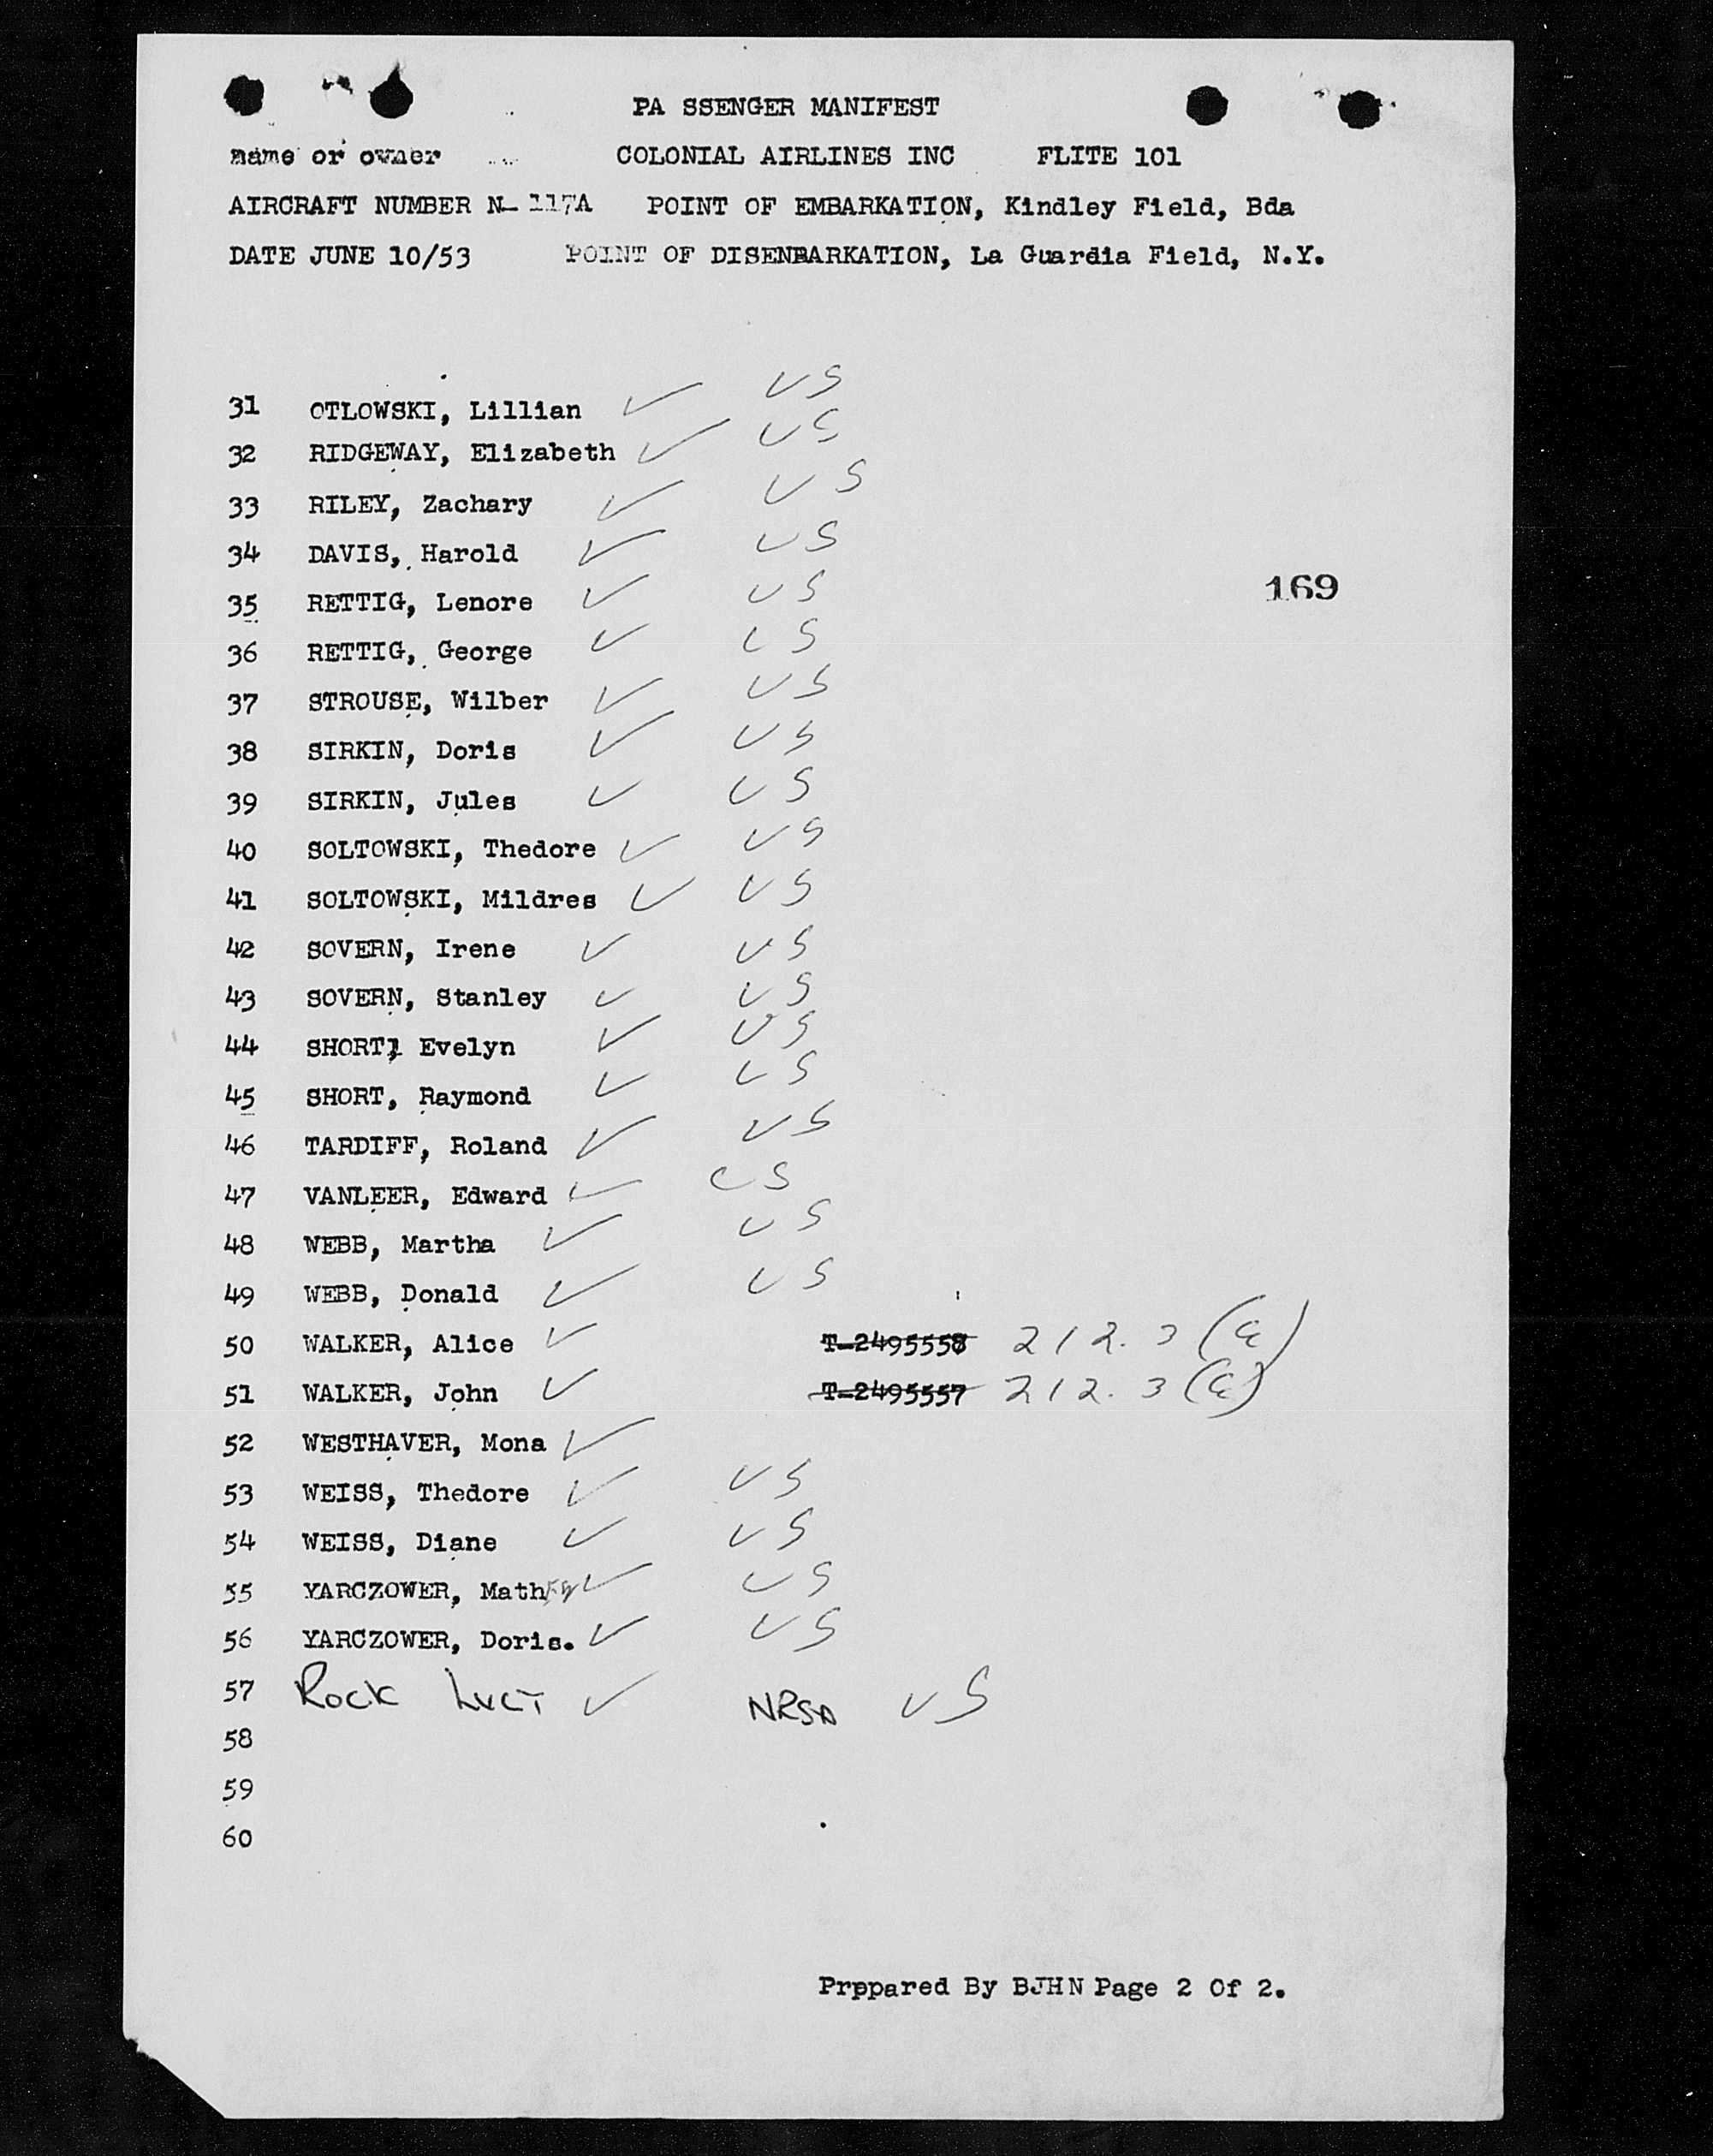 PA SSENGER MANIFEST
name or owner COLONIAL AIRLINES INC FLITE 101
AIRCRAFT NUMBER N- 117A POINT OF EMBARKATION, Kindley Field, Bda
DATE JUNE 10/53 POINT OF DISENBARKATION, La Guardia Field, N.Y.
31 OTLOWSKI, Lillian ✓ US
32 RIDGEWAY, Elizabeth ✓ US
33 RILEY, Zachary ✓ US
34 DAVIS, Harold ✓ US
169
35 RETTIG, Lenore ✓ US
36 RETTIG, George ✓ US
37 STROUSE, Wilber ✓ US
38 SIRKIN, Doris ✓ US
39 SIRKIN, Jules ✓ US
40 SOLTOWSKI, Thedore ✓ US
41 SOLTOWSKI, Mildres ✓ US
42 SOVERN, Irene ✓ US
43 SOVERN, Stanley ✓ US
44 SHORT, Evelyn ✓ US
45 SHORT, Raymond ✓ US
46 TARDIFF, Roland ✓ US
47 VANLEER, Edward ✓ US
48 WEBB, Martha ✓ US
49 WEBB, Donald ✓ US
50 WALKER, Alice ✓ T-2495558 212.3
51 WALKER, John ✓ T-2495557 212.3
52 WESTHAVER, Mona ✓
53 WEISS, Thedore ✓ US
54 WEISS, Diane ✓ US
55 YARCZOWER, ✓ US
56 YARCZOWER, Doris. ✓ US
57 ROCK ✓ US
58
59
60
Prppared By BJHN Page 2 Of 2.